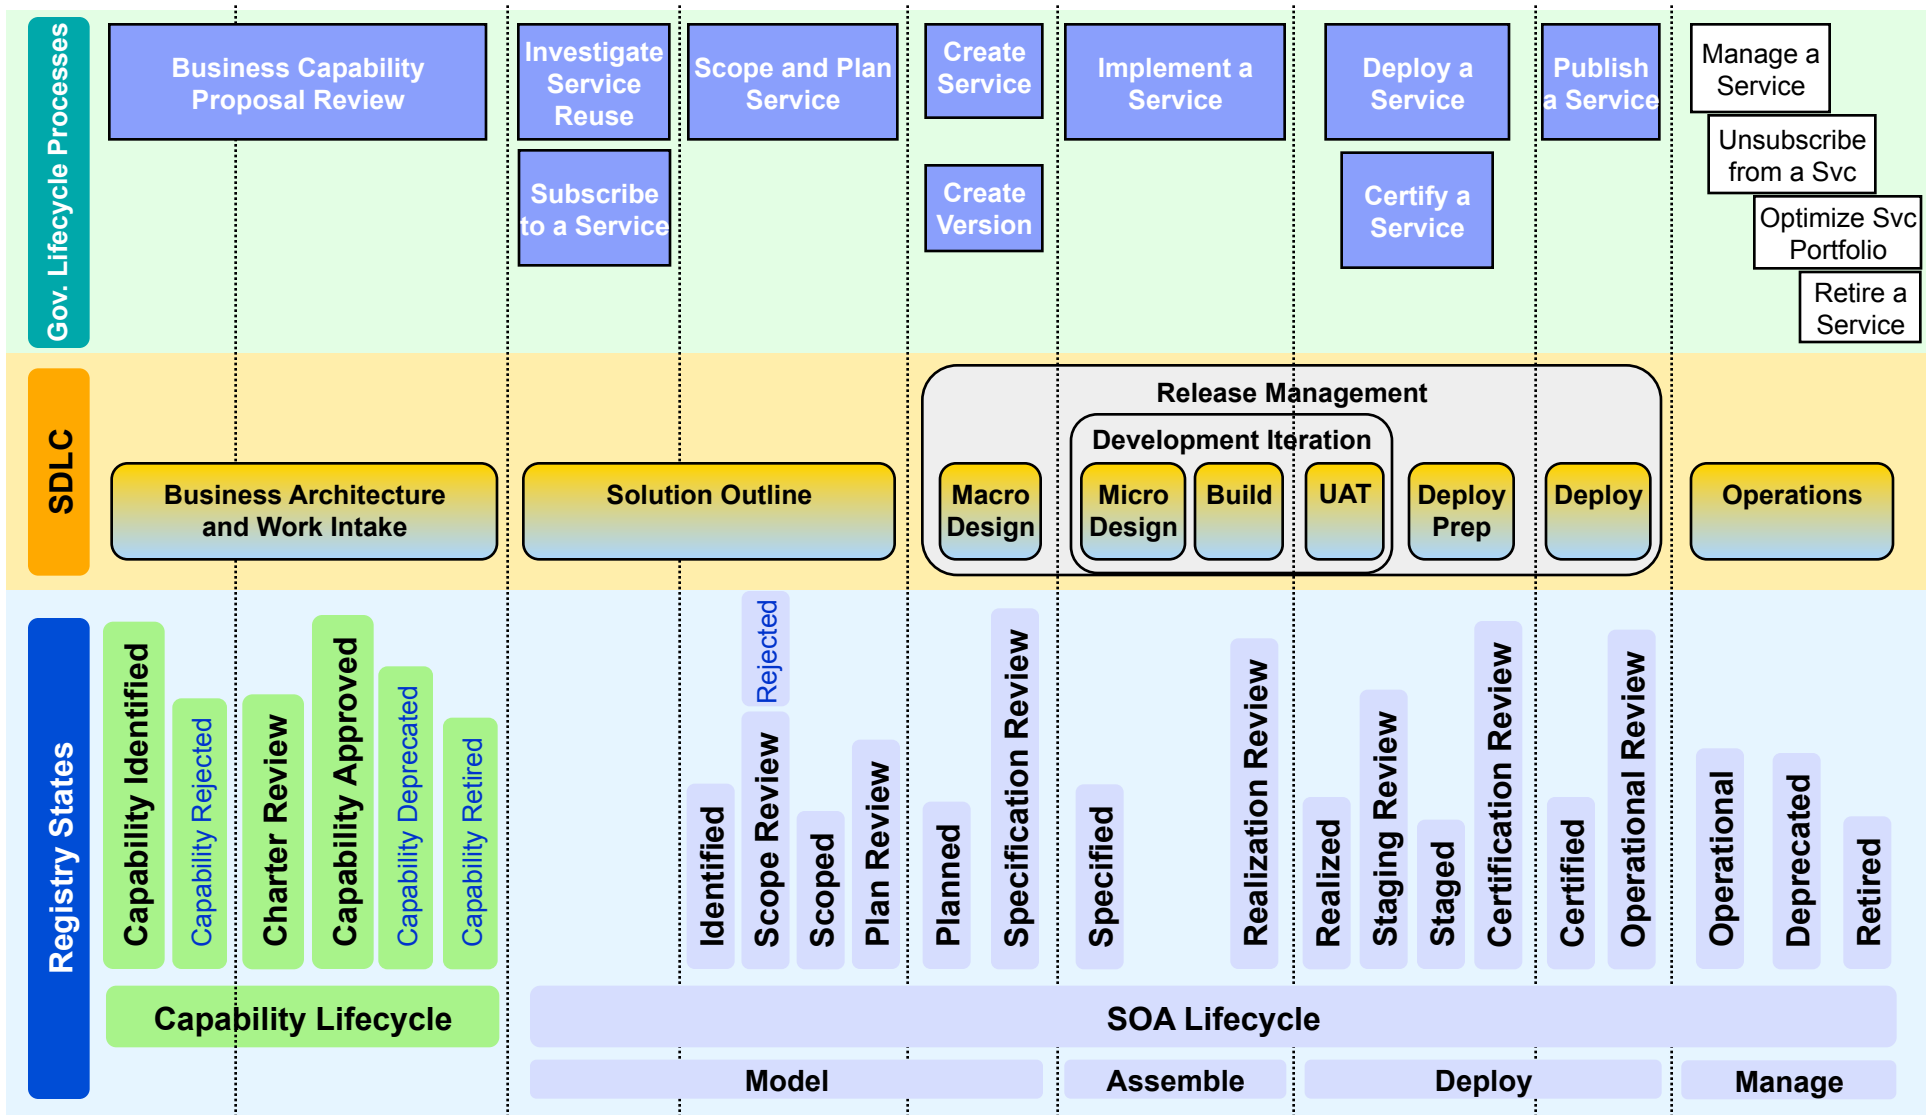 Gov. Lifecycle Processes
Business Capability
Proposal Review
Investigate
Service
Reuse
Subscribe
to a Service
Scope and Plan
Service
Create
Service
Create
Version
Implement a
Service
Deploy a
Service
Certify a
Service
Publish
a Service
Manage a
Service
Unsubscribe
from a Svc
Optimize Svc
Portfolio
Retire a
Service
SDLC
Business Architecture
and Work Intake
Solution Outline
Release Management
Development Iteration
Macro
Design
Micro
Design
Build
UAT
Deploy
Prep
Deploy
Operations
Registry States
Capability Identified
Capability Rejected
Charter Review
Capability Approved
Capability Deprecated
Capability Retired
Identified
Rejected
Scope Review
Scoped
Plan Review
Planned
Specification Review
Specified
Realization Review
Realized
Staging Review
Staged
Certification Review
Certified
Operational Review
Operational
Deprecated
Retired
Capability Lifecycle
SOA Lifecycle
Model
Assemble
Deploy
Manage